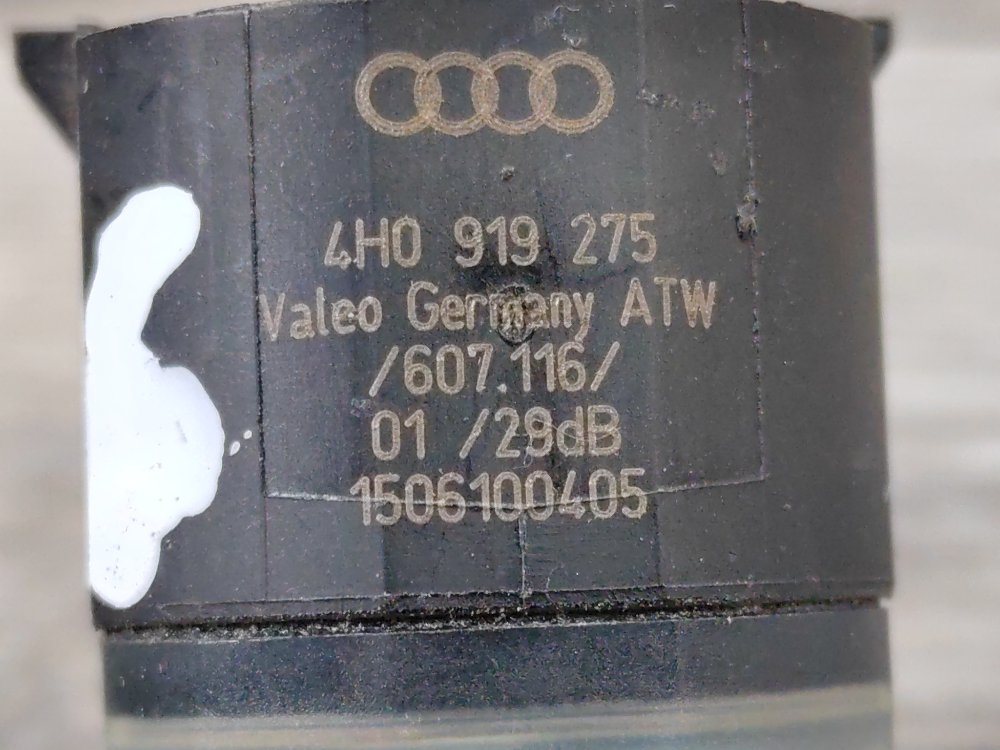 4H0 919 275
Valeo Germany ATW
/607.116/
01 /29dB
1506100405